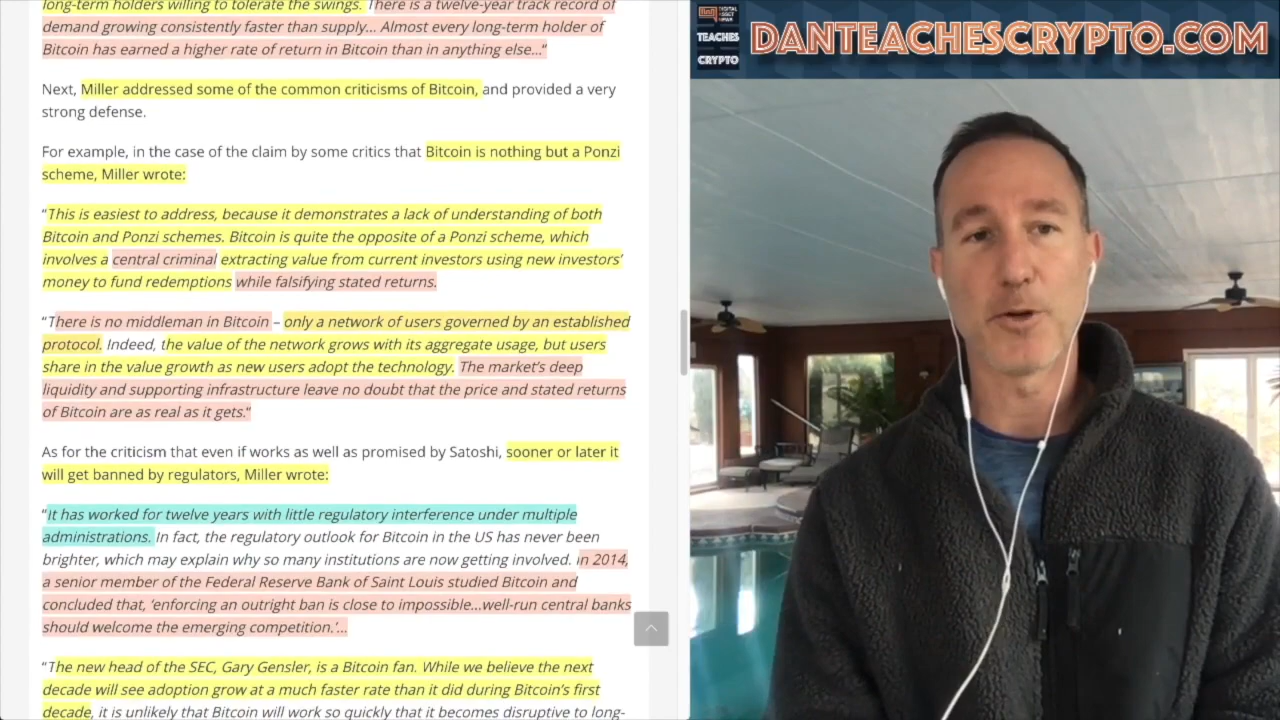 long-term holders willing to tolerate the swings. There is a twelve-year track record of
demand growing consistently faster than supply... Almost every long-term holder of
Bitcoin has earned a higher rate of return in Bitcoin than in anything else..."
Next, Miller addressed some of the common criticisms of Bitcoin, and provided a very
strong defense.
For example, in the case of the claim by some critics that Bitcoin is nothing but a Ponzi
scheme, Miller wrote:
"This is easiest to address, because it demonstrates a lack of understanding of both
Bitcoin and Ponzi schemes. Bitcoin is quite the opposite of a Ponzi scheme, which
involves a central criminal extracting value from current investors using new investors'
money to fund redemptions while falsifying stated returns.
"There is no middleman in Bitcoin – only a network of users governed by an established
protocol. Indeed, the value of the network grows with its aggregate usage, but users
share in the value growth as new users adopt the technology. The market's deep
liquidity and supporting infrastructure leave no doubt that the price and stated returns
of Bitcoin are as real as it gets."
As for the criticism that even if works as well as promised by Satoshi, sooner or later it
will get banned by regulators, Miller wrote:
"It has worked for twelve years with little regulatory interference under multiple
administrations. In fact, the regulatory outlook for Bitcoin in the US has never been
brighter, which may explain why so many institutions are now getting involved. In 2014,
a senior member of the Federal Reserve Bank of Saint Louis studied Bitcoin and
concluded that, 'enforcing an outright ban is close to impossible...well-run central banks
should welcome the emerging competition.'...
"The new head of the SEC, Gary Gensler, is a Bitcoin fan. While we believe the next
decade will see adoption grow at a much faster rate than it did during Bitcoin's first
decade, it is unlikely that Bitcoin will work so quickly that it becomes disruptive to long-
DIGITAL
ASSET
NEWS
TEACHES
CRYPTO
DANTEACHESCRYPTO.COM